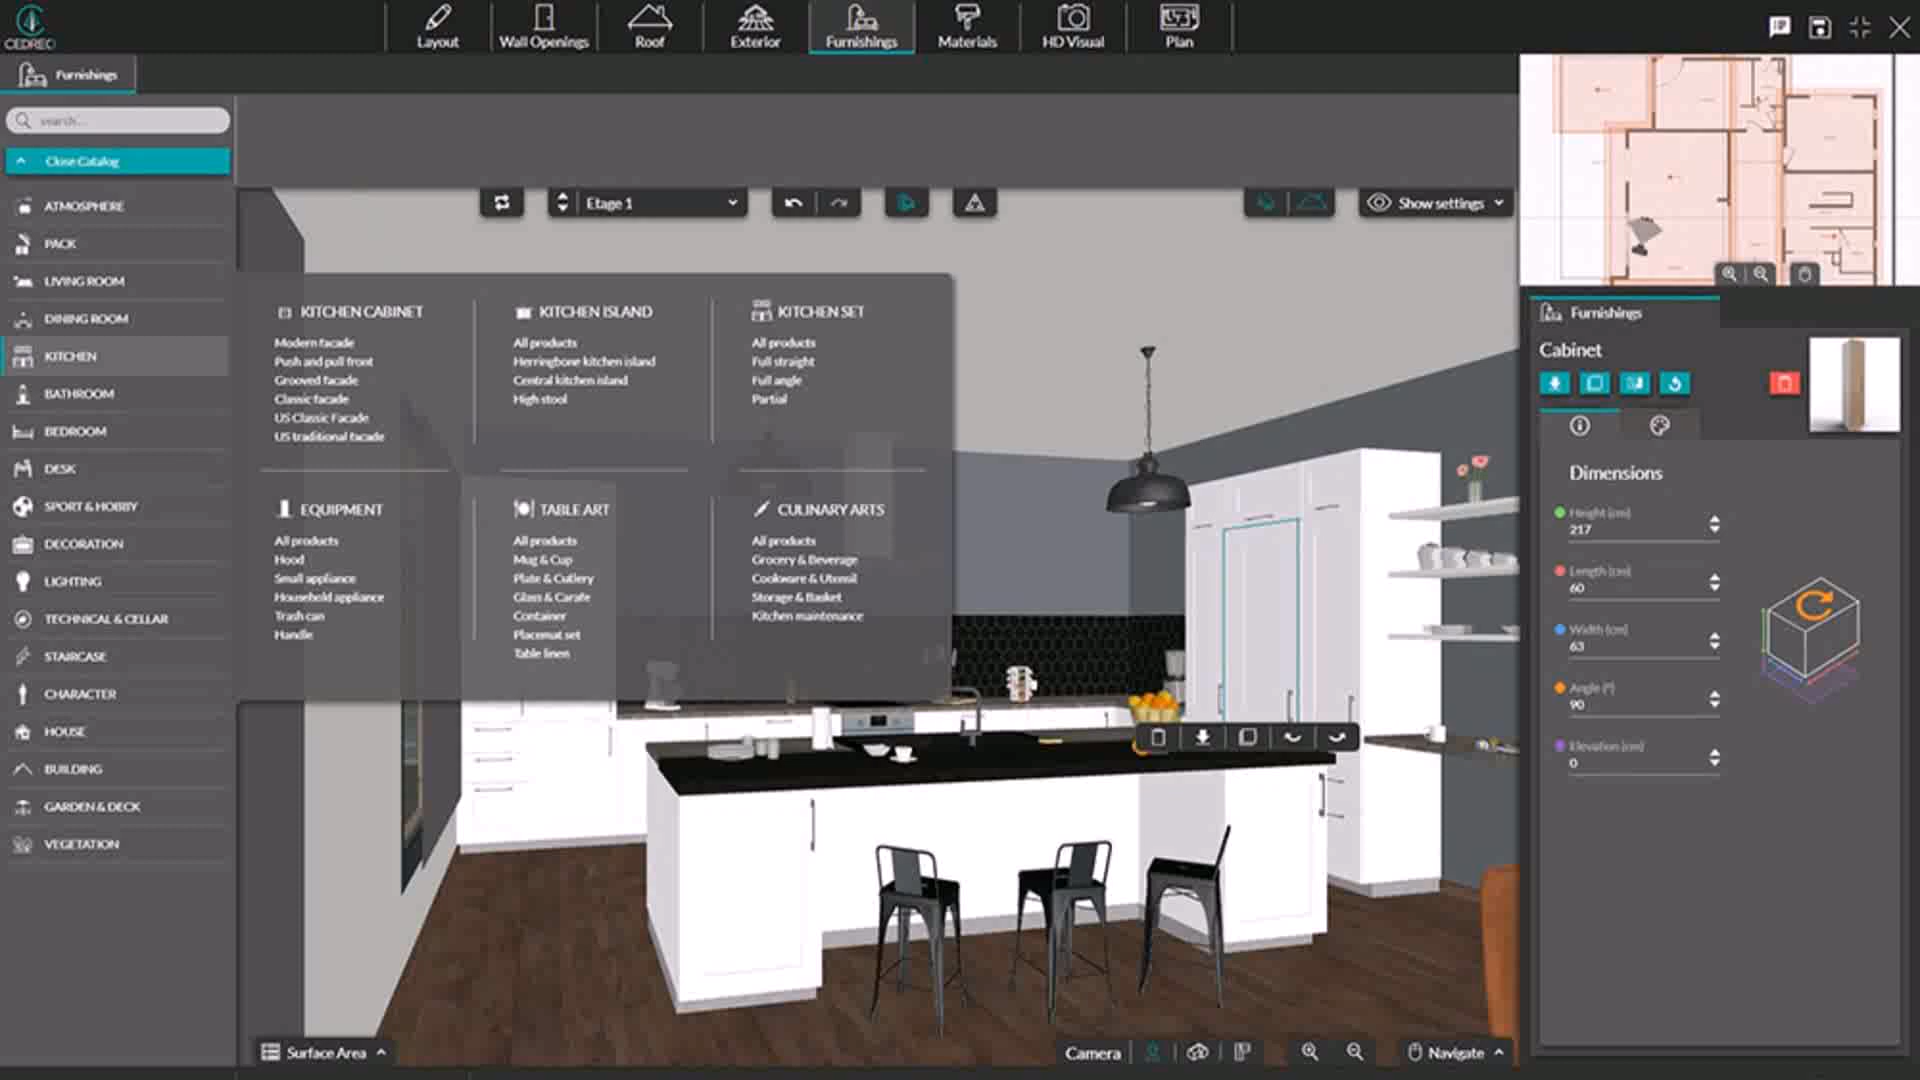 CEDREO
Layout
Wall Openings
Roof
Exterior
Furnishings
Materials
HD Visual
Plan
Furnishings
search...
Close Catalog
ATMOSPHERE
PACK
LIVING ROOM
DINING ROOM
KITCHEN
BATHROOM
BEDROOM
DESK
SPORT & HOBBY
DECORATION
LIGHTING
TECHNICAL & CELLAR
STAIRCASE
CHARACTER
HOUSE
BUILDING
GARDEN & DECK
VEGETATION
Etage 1
Show settings
KITCHEN CABINET
Modern facade
Push and pull front
Grooved facade
Classic facade
US Classic Facade
US traditional facade
KITCHEN ISLAND
All products
Herringbone kitchen island
Central kitchen island
High stool
KITCHEN SET
All products
Full straight
Full angle
Partial
EQUIPMENT
All products
Hood
Small appliance
Household appliance
Trash can
Handle
TABLE ART
All products
Mug & Cup
Plate & Cutlery
Glass & Carafe
Container
Placemat set
Table linen
CULINARY ARTS
All products
Grocery & Beverage
Cookware & Utensil
Storage & Basket
Kitchen maintenance
Furnishings
Cabinet
Dimensions
Height (cm)
217
Length (cm)
60
Width (cm)
63
Angle (°)
90
Elevation (cm)
0
Surface Area
Camera
Navigate